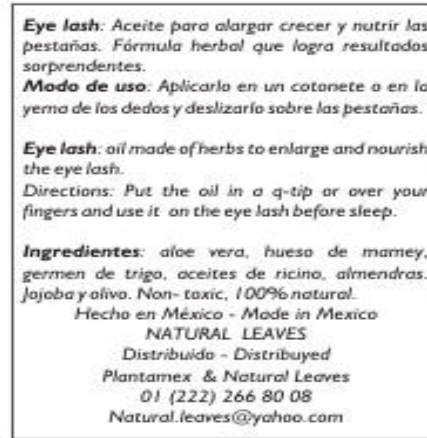 Eye lash: Aceite para alargar crecer y nutrir las
pestañas. Fórmula herbal que logra resultados
sorprendentes.
Modo de uso: Aplicarlo en un cotonete o en la
yema de los dedos y deslizarlo sobre las pestañas.
Eye lash: oil made of herbs to enlarge and nourish
the eye lash.
Directions: Put the oil in a q-tip or over your
fingers and use it on the eye lash before sleep.
Ingredientes: aloe vera, hueso de mamey,
germen de trigo, aceites de ricino, almendras.
Jojoba y olivo. Non- toxic, 100% natural.
Hecho en México - Made in Mexico
NATURAL LEAVES
Distribuido - Distribuyed
Plantamex & Natural Leaves
01 (222) 266 80 08
Natural.leaves@yahoo.com